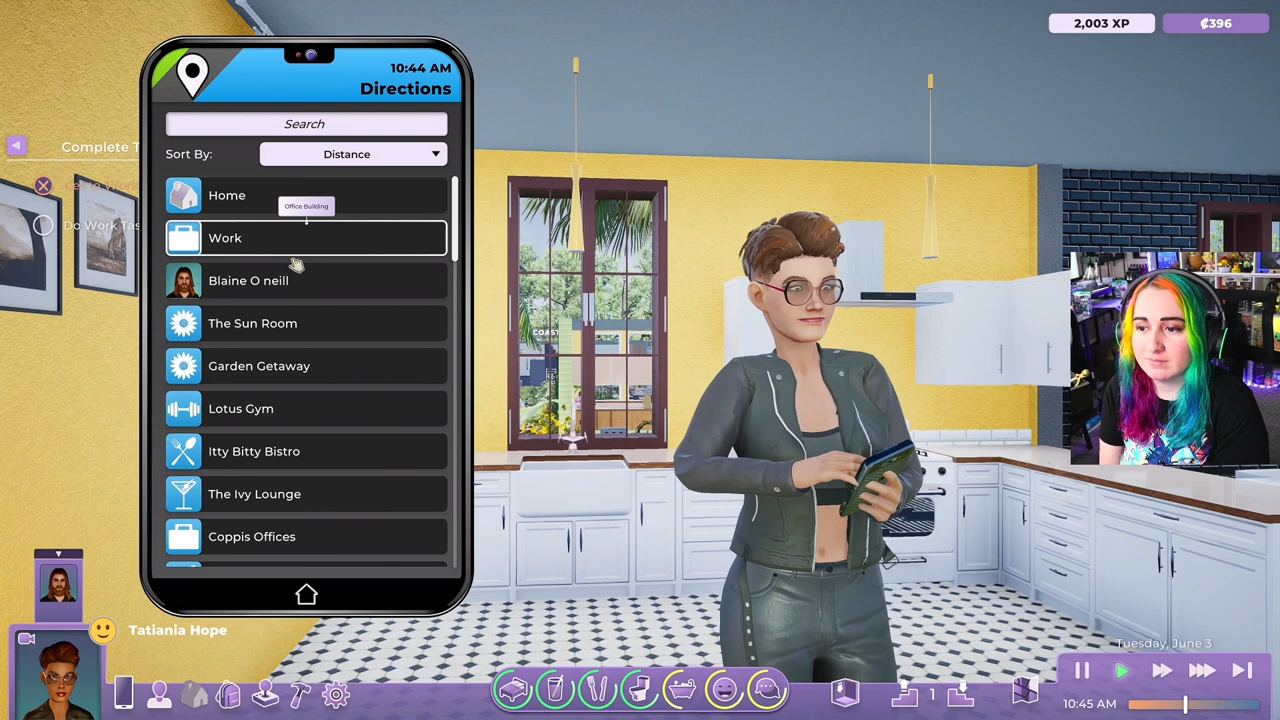 2,003 XP
₡396
10:44 AM
Directions
Search
Sort By:
Distance
Complete T
Do Work Tas
Home
Office Building
Work
Blaine O neill
The Sun Room
Garden Getaway
Lotus Gym
Itty Bitty Bistro
The Ivy Lounge
Coppis Offices
COAST
Tatiania Hope
1
Tuesday, June 3
10:45 AM